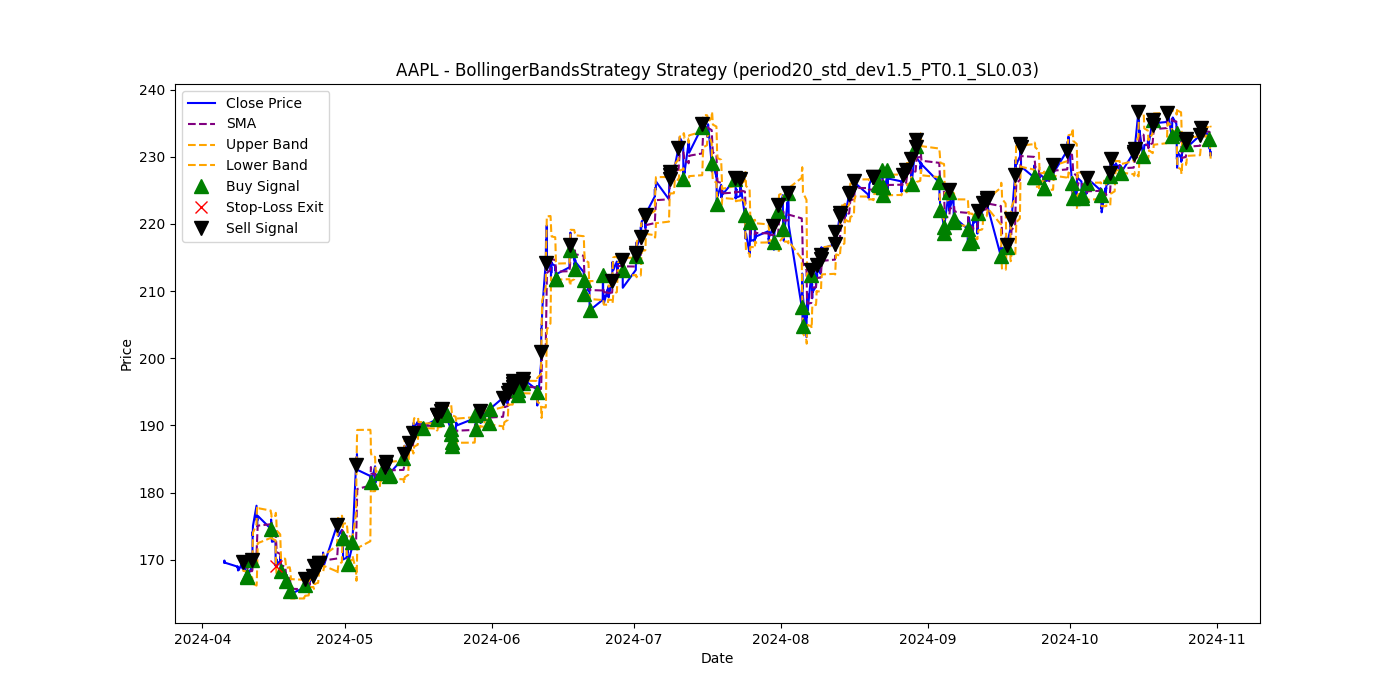 AAPL - BollingerBandsStrategy Strategy (period20_std_dev1.5_PT0.1_SL0.03)
Close Price
SMA
Upper Band
Lower Band
Buy Signal
Stop-Loss Exit
Sell Signal
Price
240
230
220
210
200
190
180
170
2024-04
2024-05
2024-06
2024-07
2024-08
2024-09
2024-10
2024-11
Date